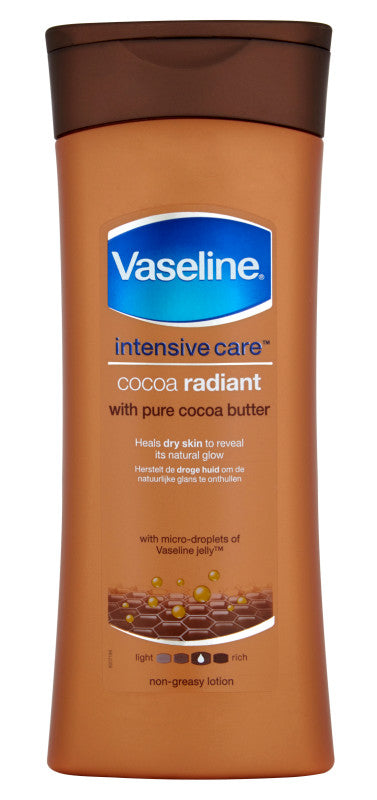 Vaseline®
intensive care™
cocoa radiant
with pure cocoa butter
Heals dry skin to reveal
its natural glow
Herstelt de droge huid om de
natuurlijke glans te onthullen
with micro-droplets of
Vaseline jelly™
light rich
non-greasy lotion